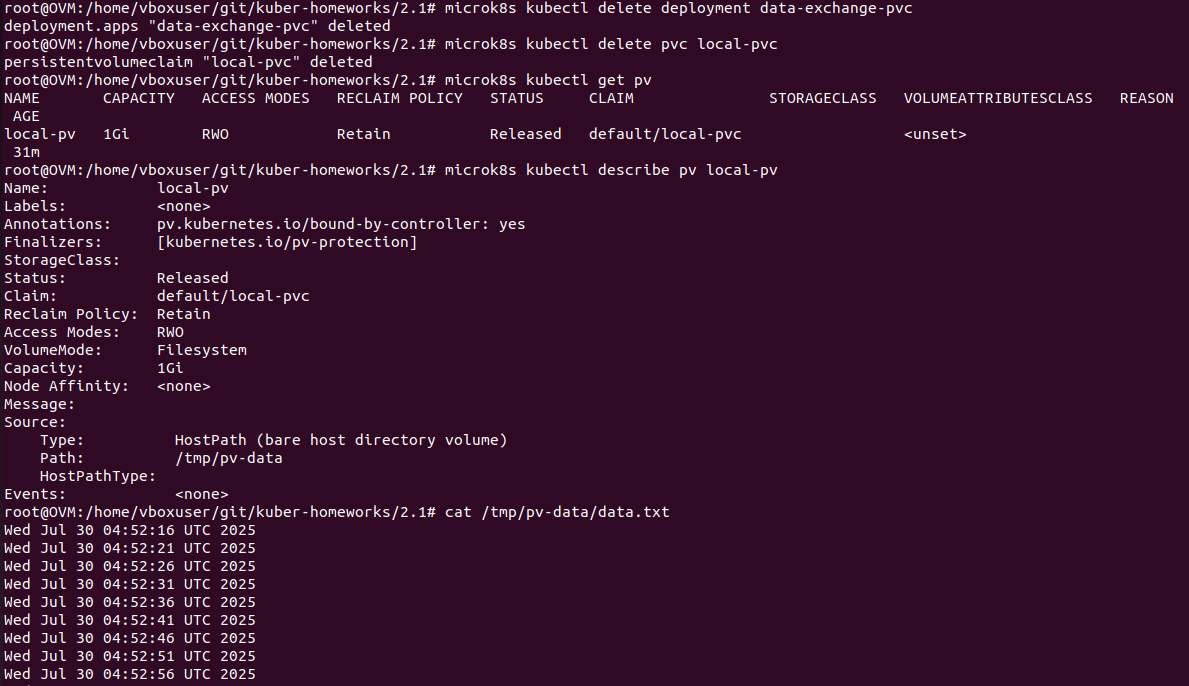 root@OVM:/home/vboxuser/git/kuber-homeworks/2.1# microk8s kubectl delete deployment data-exchange-pvc
deployment.apps "data-exchange-pvc" deleted
root@OVM:/home/vboxuser/git/kuber-homeworks/2.1# microk8s kubectl delete pvc local-pvc
persistentvolumeclaim "local-pvc" deleted
root@OVM:/home/vboxuser/git/kuber-homeworks/2.1# microk8s kubectl get pv
NAME       CAPACITY   ACCESS MODES   RECLAIM POLICY   STATUS     CLAIM               STORAGECLASS   VOLUMEATTRIBUTESCLASS   REASON
 AGE
local-pv   1Gi        RWO            Retain           Released   default/local-pvc                  <unset>
 31m
root@OVM:/home/vboxuser/git/kuber-homeworks/2.1# microk8s kubectl describe pv local-pv
Name:            local-pv
Labels:          <none>
Annotations:     pv.kubernetes.io/bound-by-controller: yes
Finalizers:      [kubernetes.io/pv-protection]
StorageClass:
Status:          Released
Claim:           default/local-pvc
Reclaim Policy:  Retain
Access Modes:    RWO
VolumeMode:      Filesystem
Capacity:        1Gi
Node Affinity:   <none>
Message:
Source:
    Type:          HostPath (bare host directory volume)
    Path:          /tmp/pv-data
    HostPathType:
Events:            <none>
root@OVM:/home/vboxuser/git/kuber-homeworks/2.1# cat /tmp/pv-data/data.txt
Wed Jul 30 04:52:16 UTC 2025
Wed Jul 30 04:52:21 UTC 2025
Wed Jul 30 04:52:26 UTC 2025
Wed Jul 30 04:52:31 UTC 2025
Wed Jul 30 04:52:36 UTC 2025
Wed Jul 30 04:52:41 UTC 2025
Wed Jul 30 04:52:46 UTC 2025
Wed Jul 30 04:52:51 UTC 2025
Wed Jul 30 04:52:56 UTC 2025